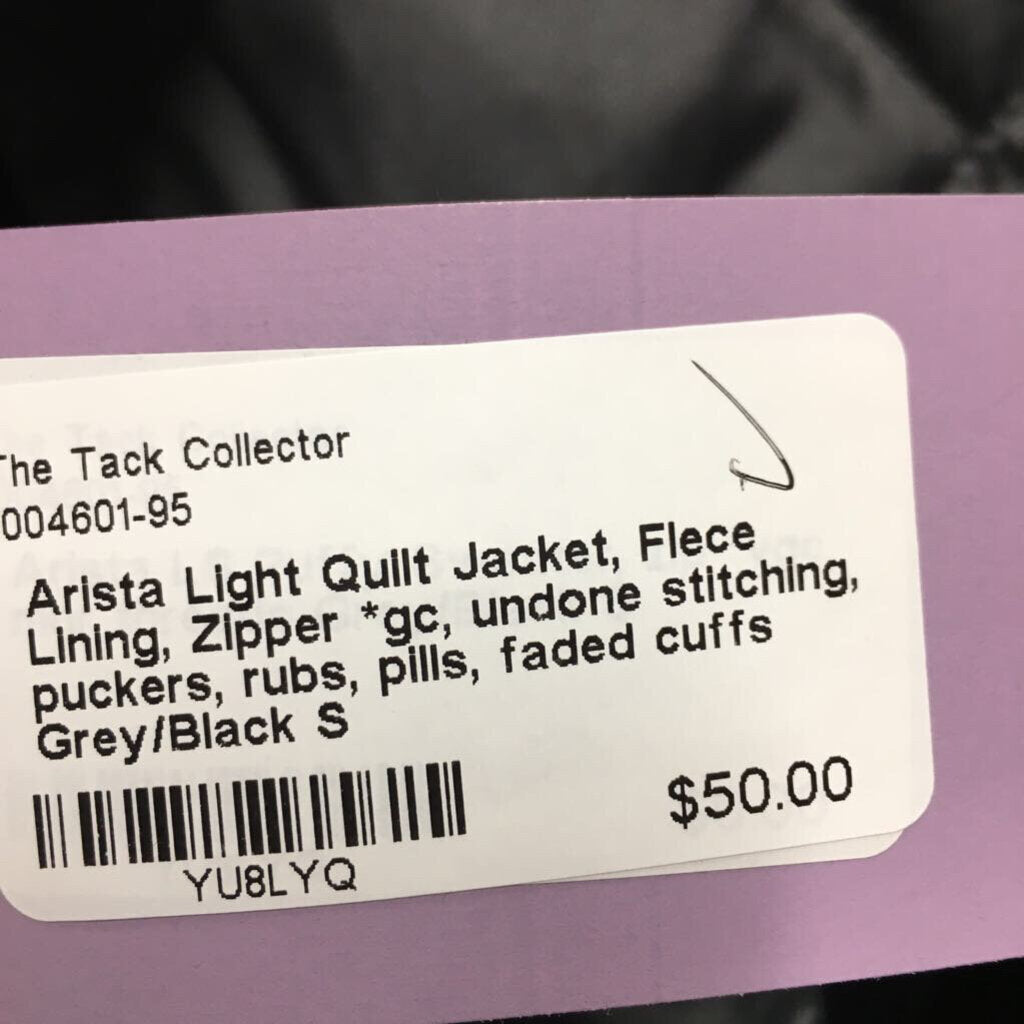 The Tack Collector
004601-95
Arista Light Quilt Jacket, Flece
Lining, Zipper *gc, undone stitching,
puckers, rubs, pills, faded cuffs
Grey/Black S
$50.00
YU8LYQ